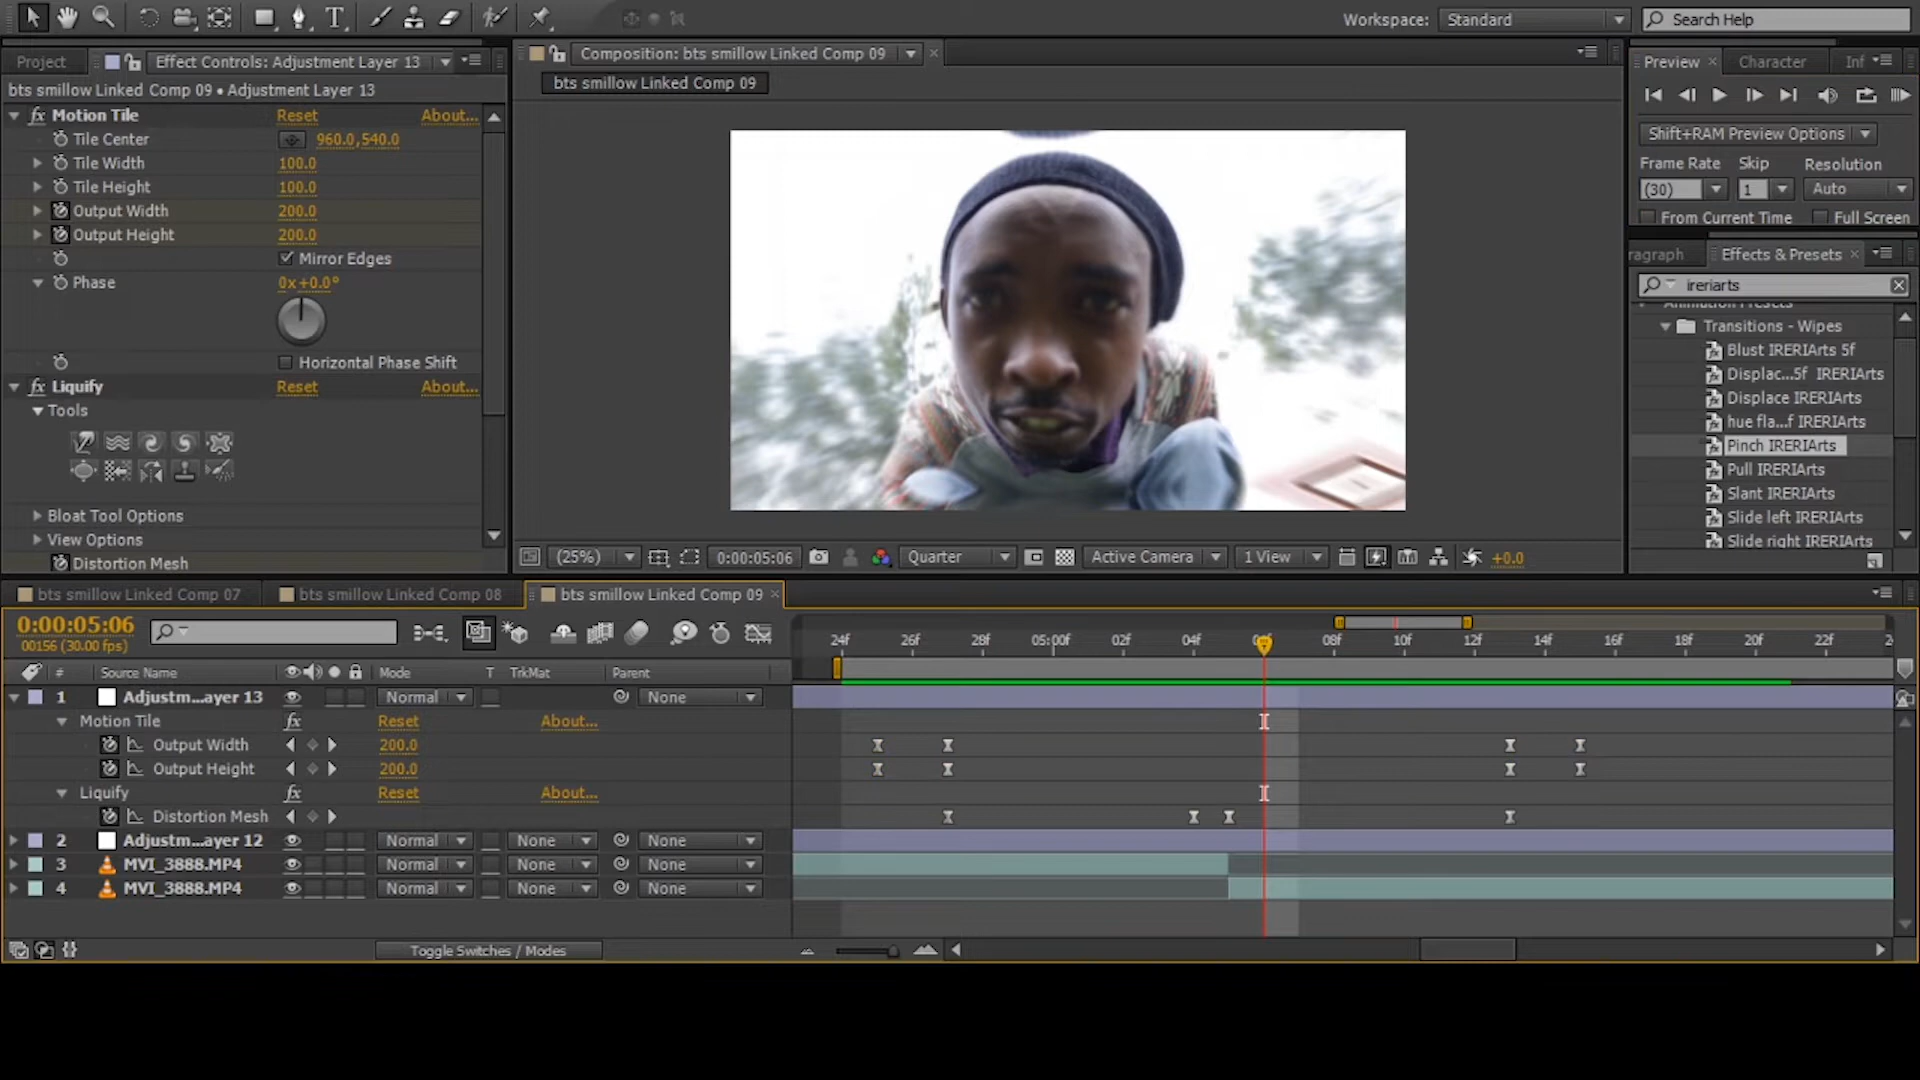 Workspace: Standard Search Help
Project Effect Controls: Adjustment Layer 13
bts smillow Linked Comp 09 • Adjustment Layer 13
fx Motion Tile Reset About...
Tile Center 960.0,540.0
Tile Width 100.0
Tile Height 100.0
Output Width 200.0
Output Height 200.0
Mirror Edges
Phase 0x+0.0°
Horizontal Phase Shift
fx Liquify Reset About...
Tools
Bloat Tool Options
View Options
Distortion Mesh
Composition: bts smillow Linked Comp 09
bts smillow Linked Comp 09
(25%) 0:00:05:06 Quarter Active Camera 1 View +0.0
Preview Character Inf
Shift+RAM Preview Options
Frame Rate Skip Resolution
(30) 1 Auto
From Current Time Full Screen
ragraph Effects & Presets
ireriarts
Animation Presets
Transitions - Wipes
Blust IRERIArts 5f
Displac...5f IRERIArts
Displace IRERIArts
hue fla...f IRERIArts
Pinch IRERIArts
Pull IRERIArts
Slant IRERIArts
Slide left IRERIArts
Slide right IRERIArts
bts smillow Linked Comp 07 bts smillow Linked Comp 08 bts smillow Linked Comp 09
0:00:05:06
00156 (30.00 fps)
24f 26f 28f 05:00f 02f 04f 08f 10f 12f 14f 16f 18f 20f 22f
# Source Name Mode T TrkMat Parent
1 Adjustm...ayer 13 Normal None
Motion Tile fx Reset About...
Output Width 200.0
Output Height 200.0
Liquify fx Reset About...
Distortion Mesh
2 Adjustm...ayer 12 Normal None None
3 MVI_3888.MP4 Normal None None
4 MVI_3888.MP4 Normal None None
Toggle Switches / Modes